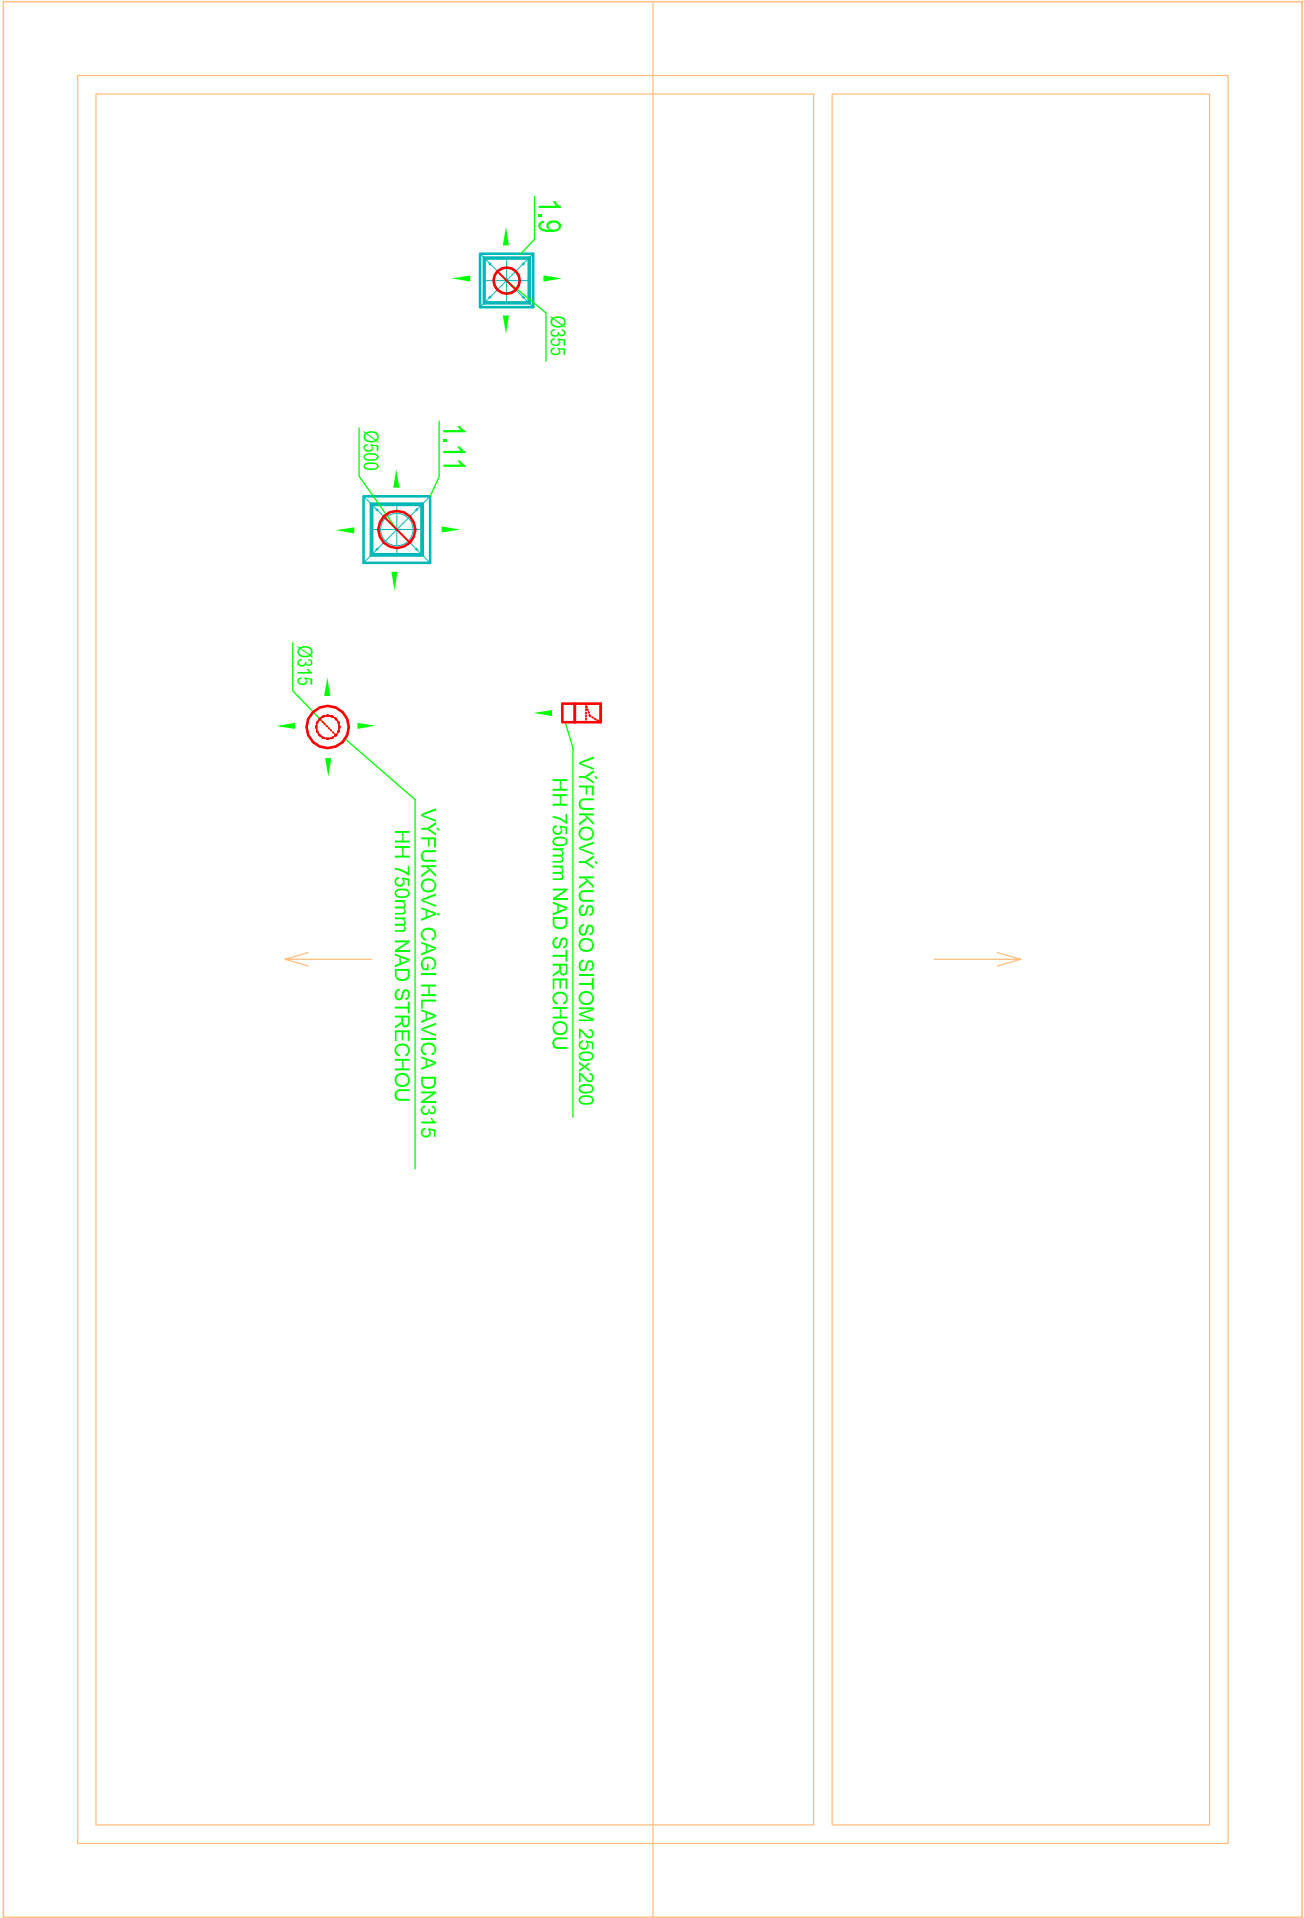 1.9
Ø355
1.11
Ø500
Ø315
VÝFUKOVÝ KUS SO SITOM 250x200
HH 750mm NAD STRECHOU
VÝFUKOVÁ CAGI HLAVICA DN315
HH 750mm NAD STRECHOU